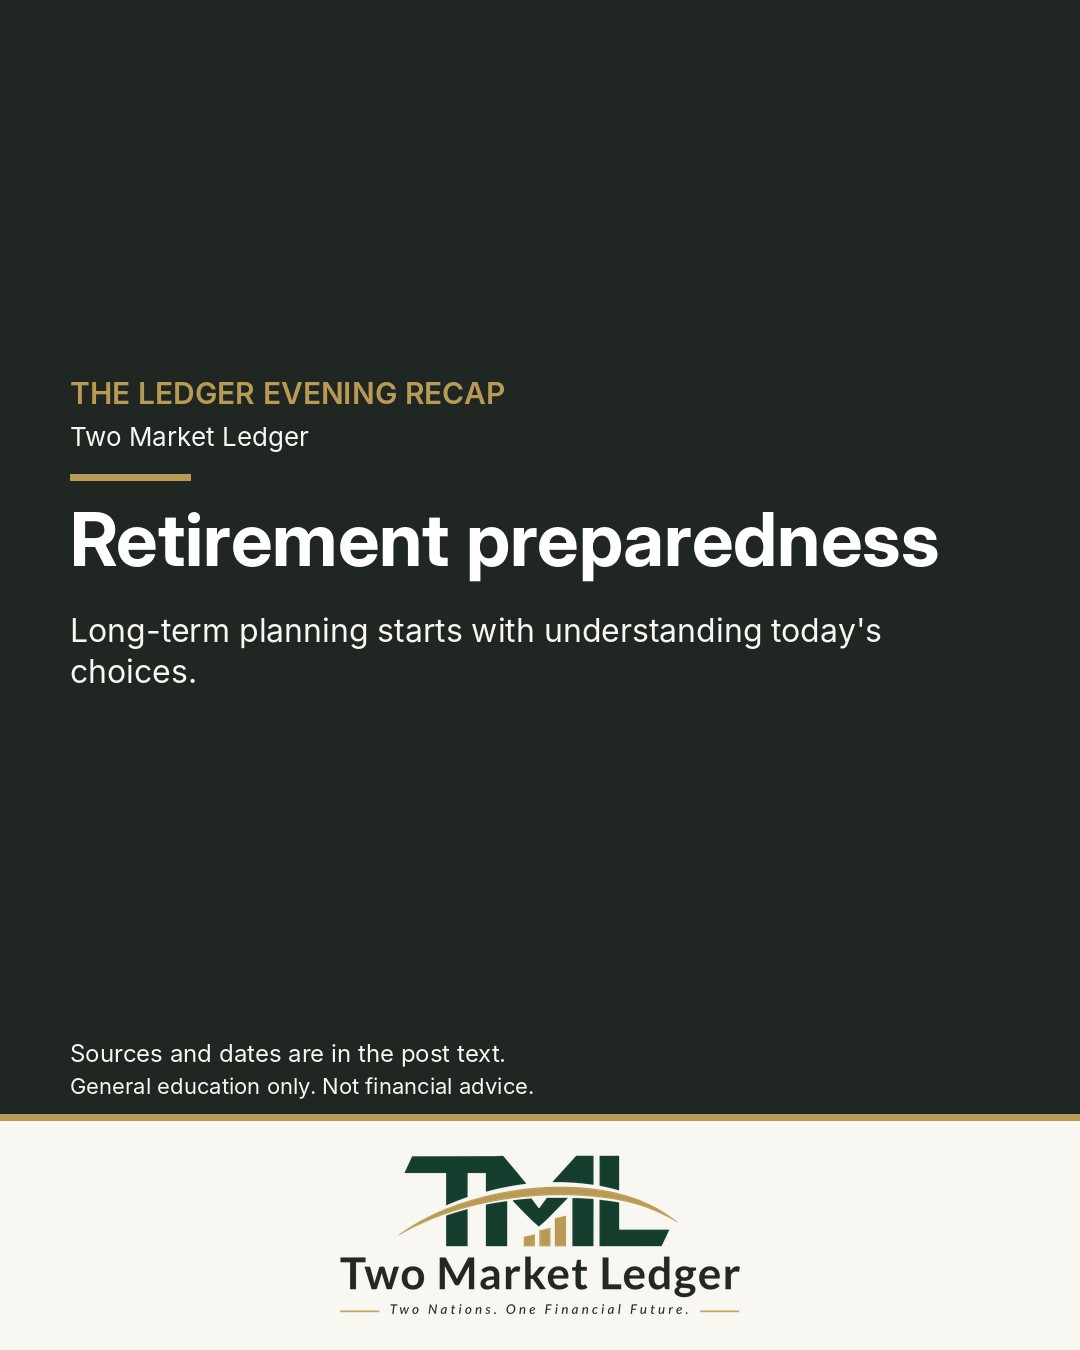 THE LEDGER EVENING RECAP
Two Market Ledger
Retirement preparedness
Long-term planning starts with understanding today's
choices.
Sources and dates are in the post text.
General education only. Not financial advice.
TML
Two Market Ledger
Two Nations. One Financial Future.